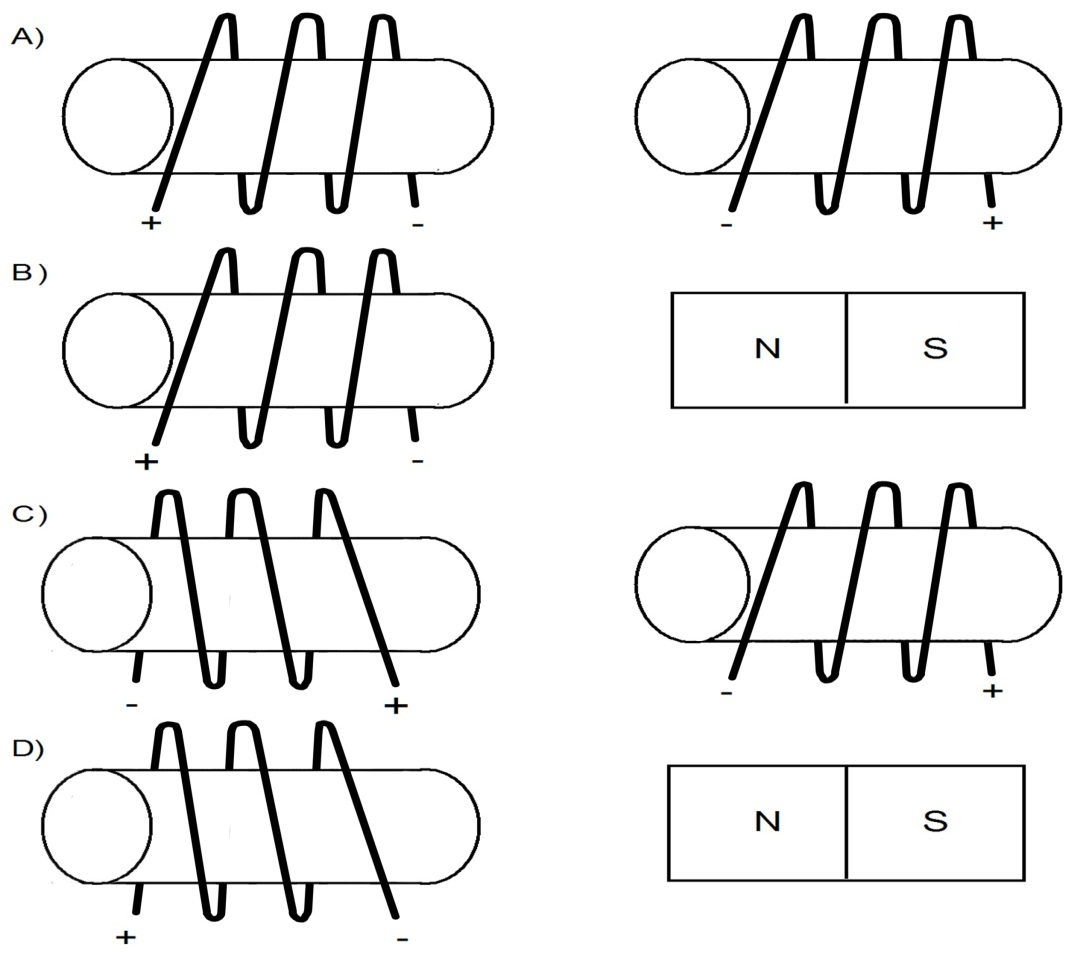 A)
+ - - +
B)
N S
+ -
C)
- + - +
D)
N S
+ -